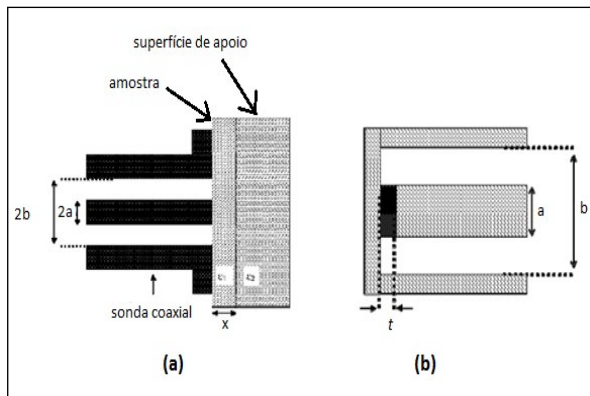 superfície de apoio
amostra
2b
2a
sonda coaxial
x
(a)
a
b
t
(b)